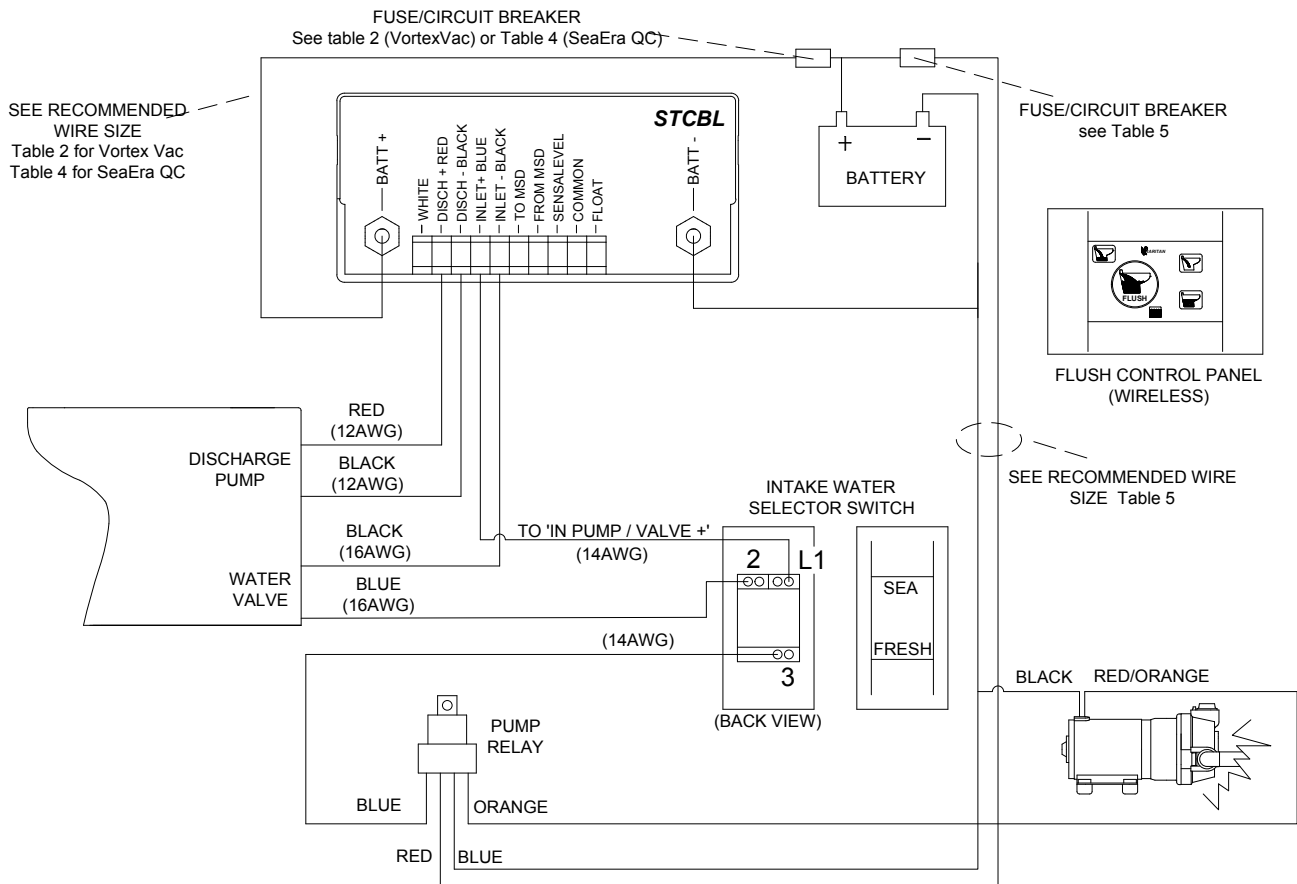 FUSE/CIRCUIT BREAKER
See table 2 (VortexVac) or Table 4 (SeaEra QC)
SEE RECOMMENDED
WIRE SIZE
Table 2 for Vortex Vac
Table 4 for SeaEra QC
FUSE/CIRCUIT BREAKER
see Table 5
STCBL
BATT +
WHITE
DISCH + RED
DISCH - BLACK
INLET+ BLUE
INLET - BLACK
TO MSD
FROM MSD
SENSALEVEL
COMMON
FLOAT
BATT -
+ −
BATTERY
FLUSH
FLUSH CONTROL PANEL
(WIRELESS)
RED
(12AWG)
DISCHARGE
PUMP
BLACK
(12AWG)
BLACK
(16AWG)
WATER
VALVE
BLUE
(16AWG)
TO 'IN PUMP / VALVE +'
(14AWG)
INTAKE WATER
SELECTOR SWITCH
2 L1
SEA
FRESH
3
(BACK VIEW)
(14AWG)
SEE RECOMMENDED WIRE
SIZE Table 5
PUMP
RELAY
BLUE
ORANGE
RED
BLUE
BLACK
RED/ORANGE